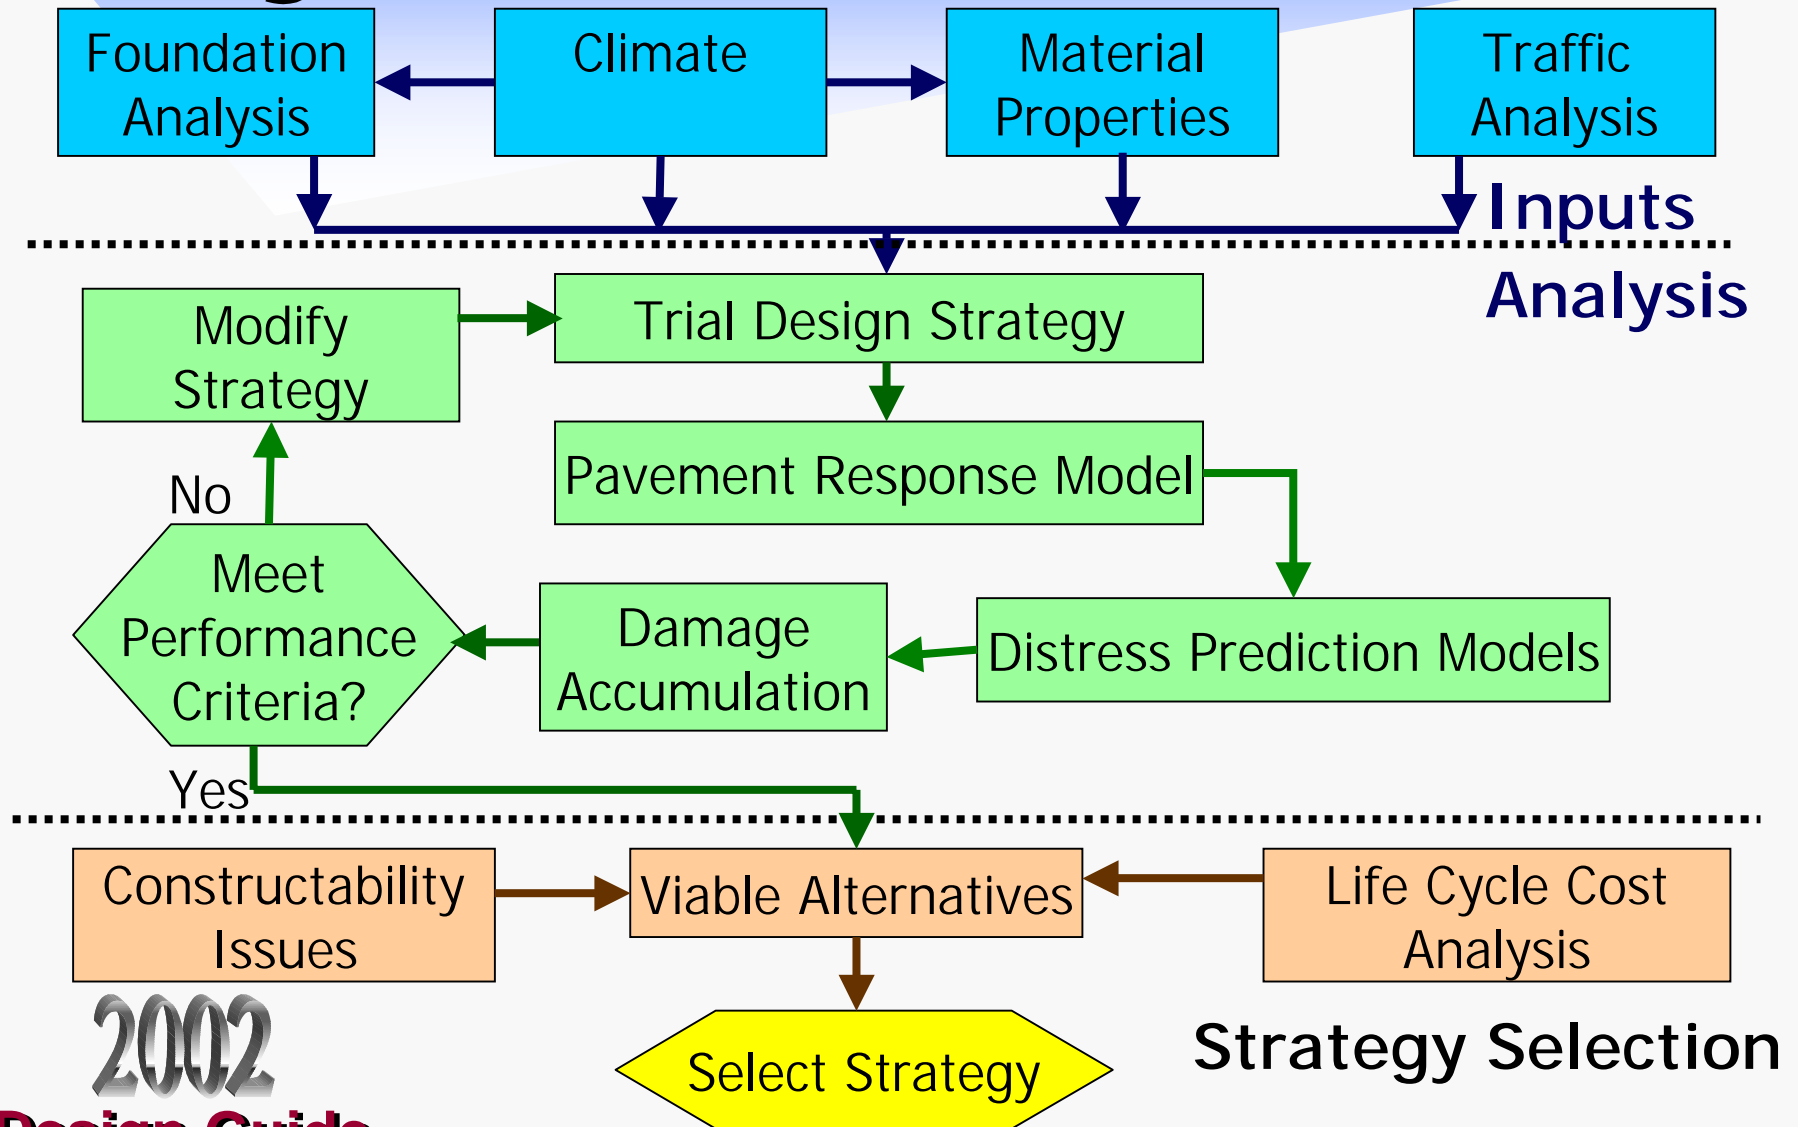 Foundation
Analysis
Climate
Material
Properties
Traffic
Analysis
Inputs
Analysis
Modify
Strategy
Trial Design Strategy
Pavement Response Model
No
Meet
Performance
Criteria?
Damage
Accumulation
Distress Prediction Models
Yes
Constructability
Issues
Viable Alternatives
Life Cycle Cost
Analysis
2002
Design Guide
Select Strategy
Strategy Selection